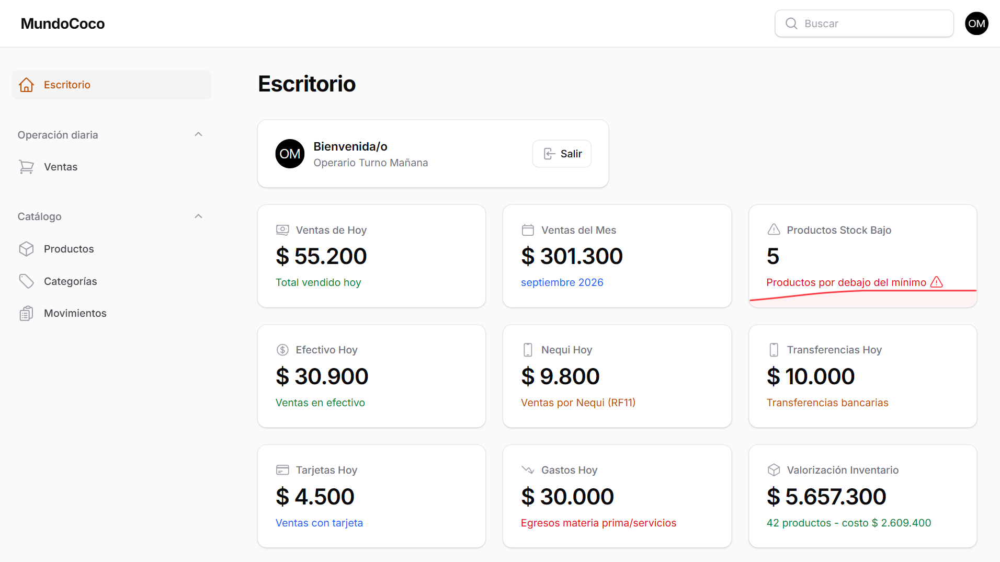 MundoCoco
Buscar
OM
Escritorio
Operación diaria
Ventas
Catálogo
Productos
Categorías
Movimientos
Escritorio
OM
Bienvenida/o
Operario Turno Mañana
Salir
Ventas de Hoy
$ 55.200
Total vendido hoy
Ventas del Mes
$ 301.300
septiembre 2026
Productos Stock Bajo
5
Productos por debajo del mínimo
Efectivo Hoy
$ 30.900
Ventas en efectivo
Nequi Hoy
$ 9.800
Ventas por Nequi (RF11)
Transferencias Hoy
$ 10.000
Transferencias bancarias
Tarjetas Hoy
$ 4.500
Ventas con tarjeta
Gastos Hoy
$ 30.000
Egresos materia prima/servicios
Valorización Inventario
$ 5.657.300
42 productos - costo $ 2.609.400